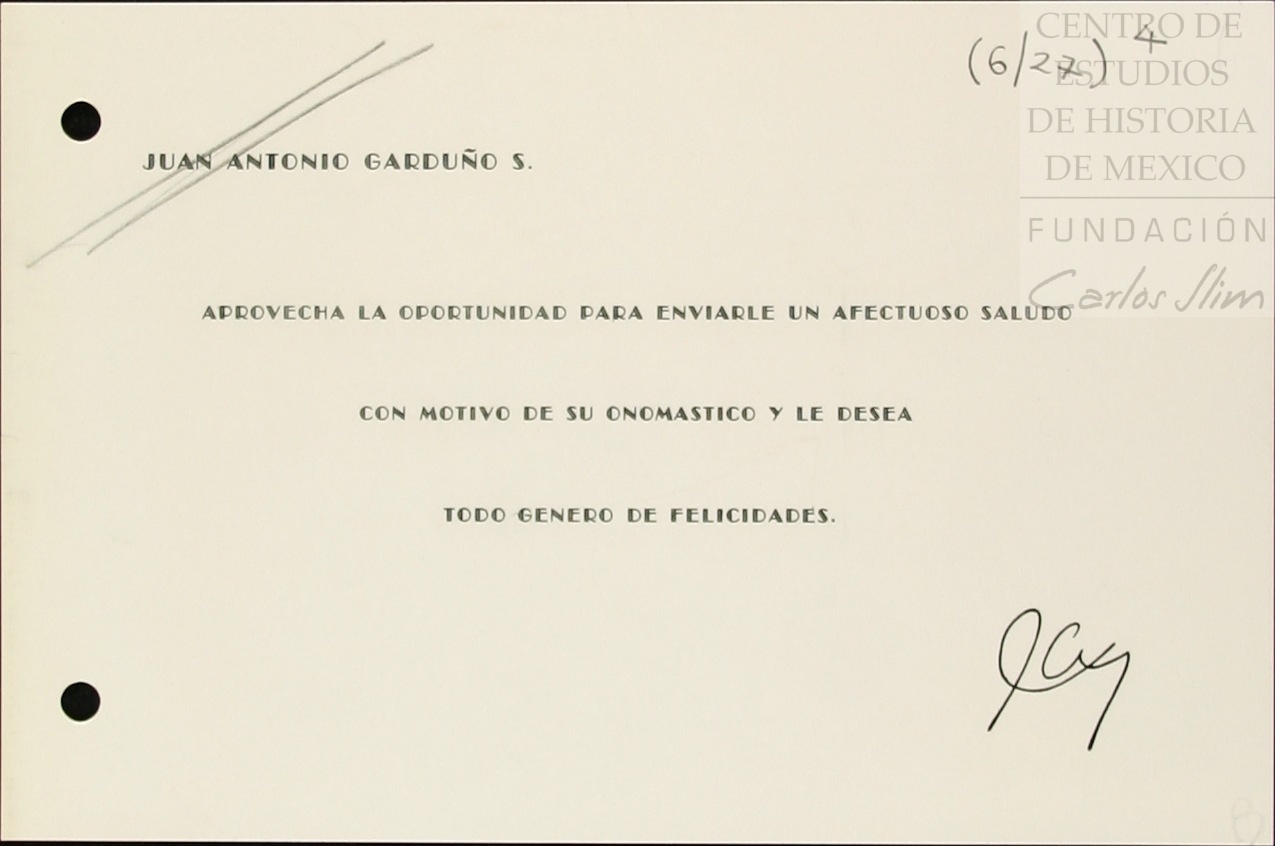 (6/27) 4
CENTRO DE
ESTUDIOS
DE HISTORIA
DE MEXICO
FUNDACIÓN
Carlos Slim
JUAN ANTONIO GARDUÑO S.
APROVECHA LA OPORTUNIDAD PARA ENVIARLE UN AFECTUOSO SALUDO
CON MOTIVO DE SU ONOMASTICO Y LE DESEA
TODO GENERO DE FELICIDADES.